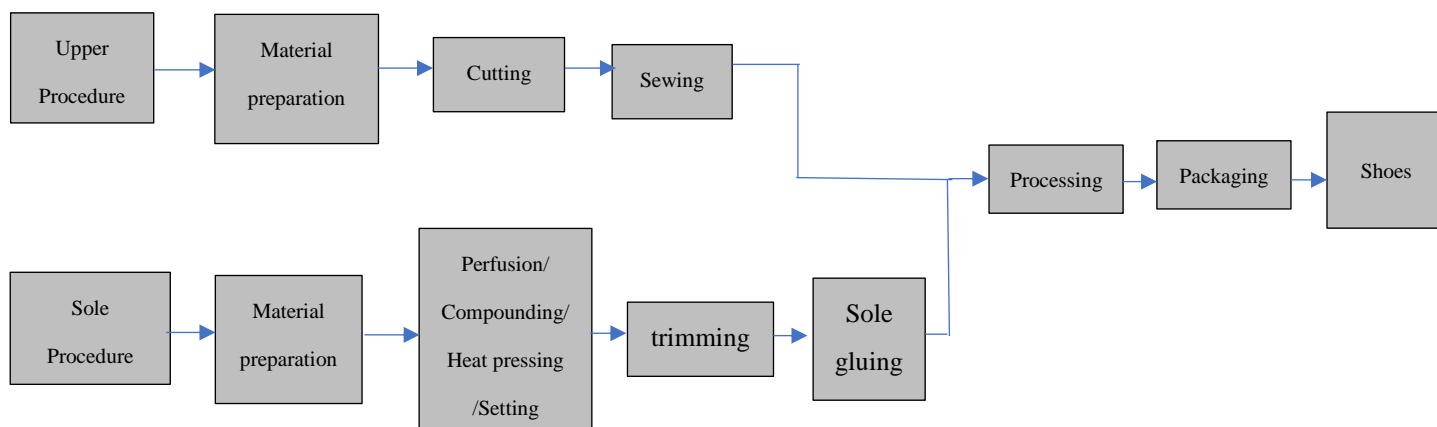 Upper
Procedure
Material
preparation
Cutting
Sewing
Processing
Packaging
Shoes
Sole
Procedure
Material
preparation
Perfusion/
Compounding/
Heat pressing
/Setting
trimming
Sole
gluing